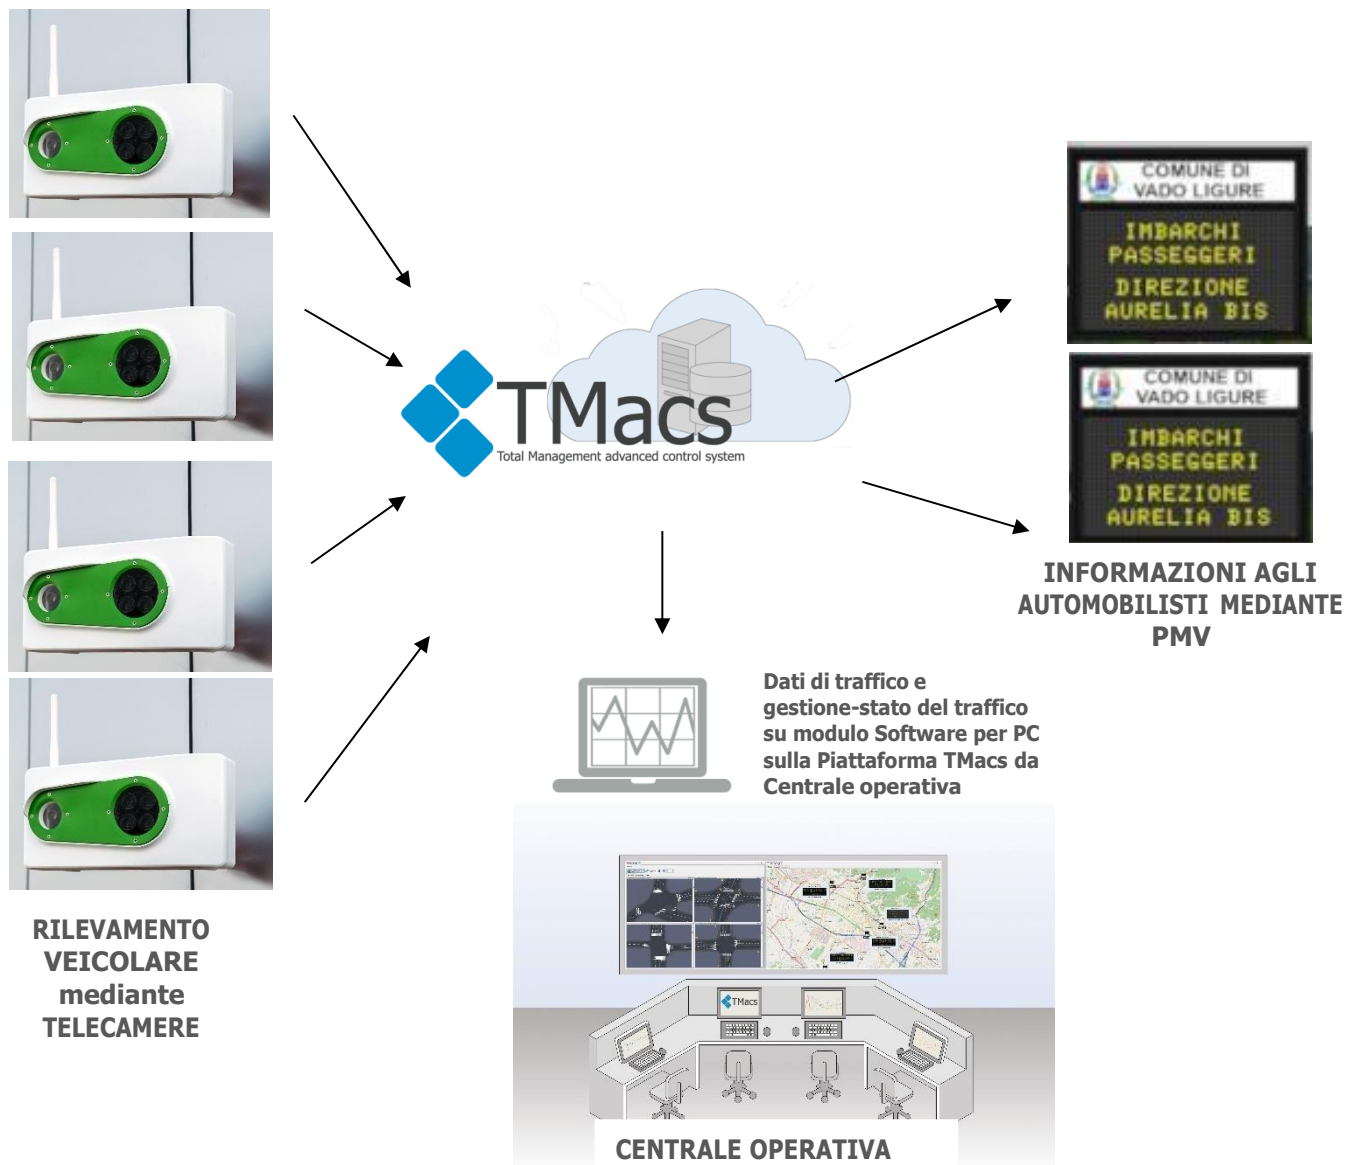 COMUNE DI
VADO LIGURE
IMBARCHI
PASSEGGERI
DIREZIONE
AURELIA BIS
COMUNE DI
VADO LIGURE
IMBARCHI
PASSEGGERI
DIREZIONE
AURELIA BIS
INFORMAZIONI AGLI
AUTOMOBILISTI MEDIANTE
PMV
TMacs
Total Management advanced control system
Dati di traffico e
gestione-stato del traffico
su modulo Software per PC
sulla Piattaforma TMacs da
Centrale operativa
RILEVAMENTO
VEICOLARE
mediante
TELECAMERE
TMacs
CENTRALE OPERATIVA